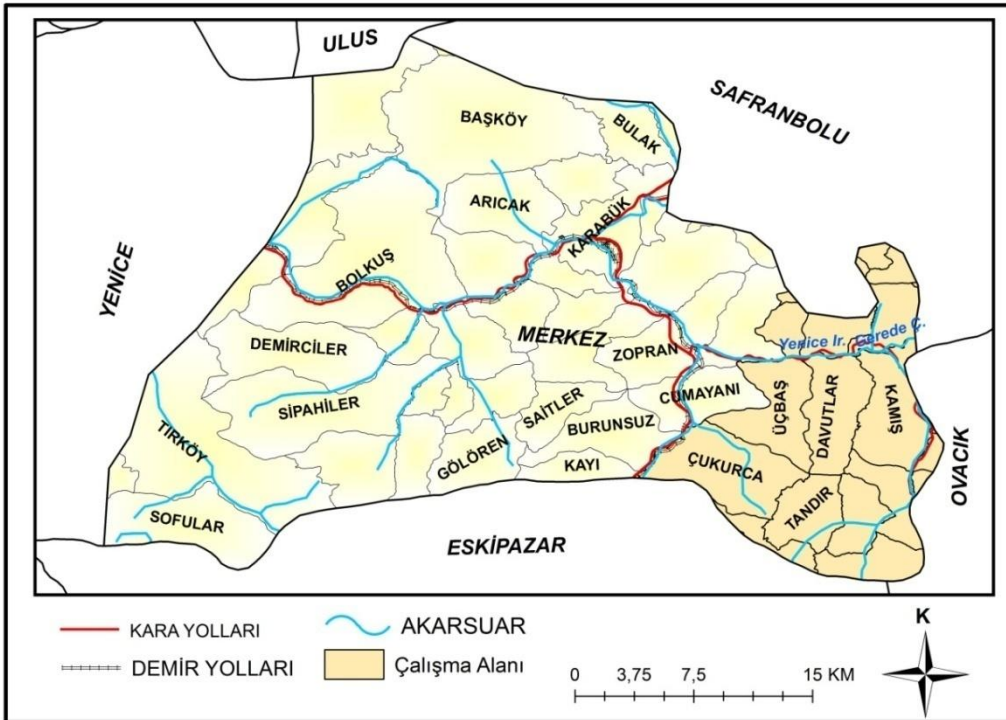 ULUS
SAFRANBOLU
BAŞKÖY
BULAK
ARICAK
KARABÜK
YENİCE
BOLKUŞ
MERKEZ
DEMİRCİLER
ZOPRAN
Yenice Ir.
Gerede Ç.
SİPAHİLER
SAİTLER
CUMAYANI
ÜÇBAŞ
DAVUTLAR
KAMIŞ
BURUNSUZ
TIRKÖY
GÖLÖREN
KAYI
ÇUKURCA
OVACIK
SOFULAR
TANDIR
ESKİPAZAR
KARA YOLLARI
AKARSUAR
K
DEMİR YOLLARI
Çalışma Alanı
0 3,75 7,5 15 KM